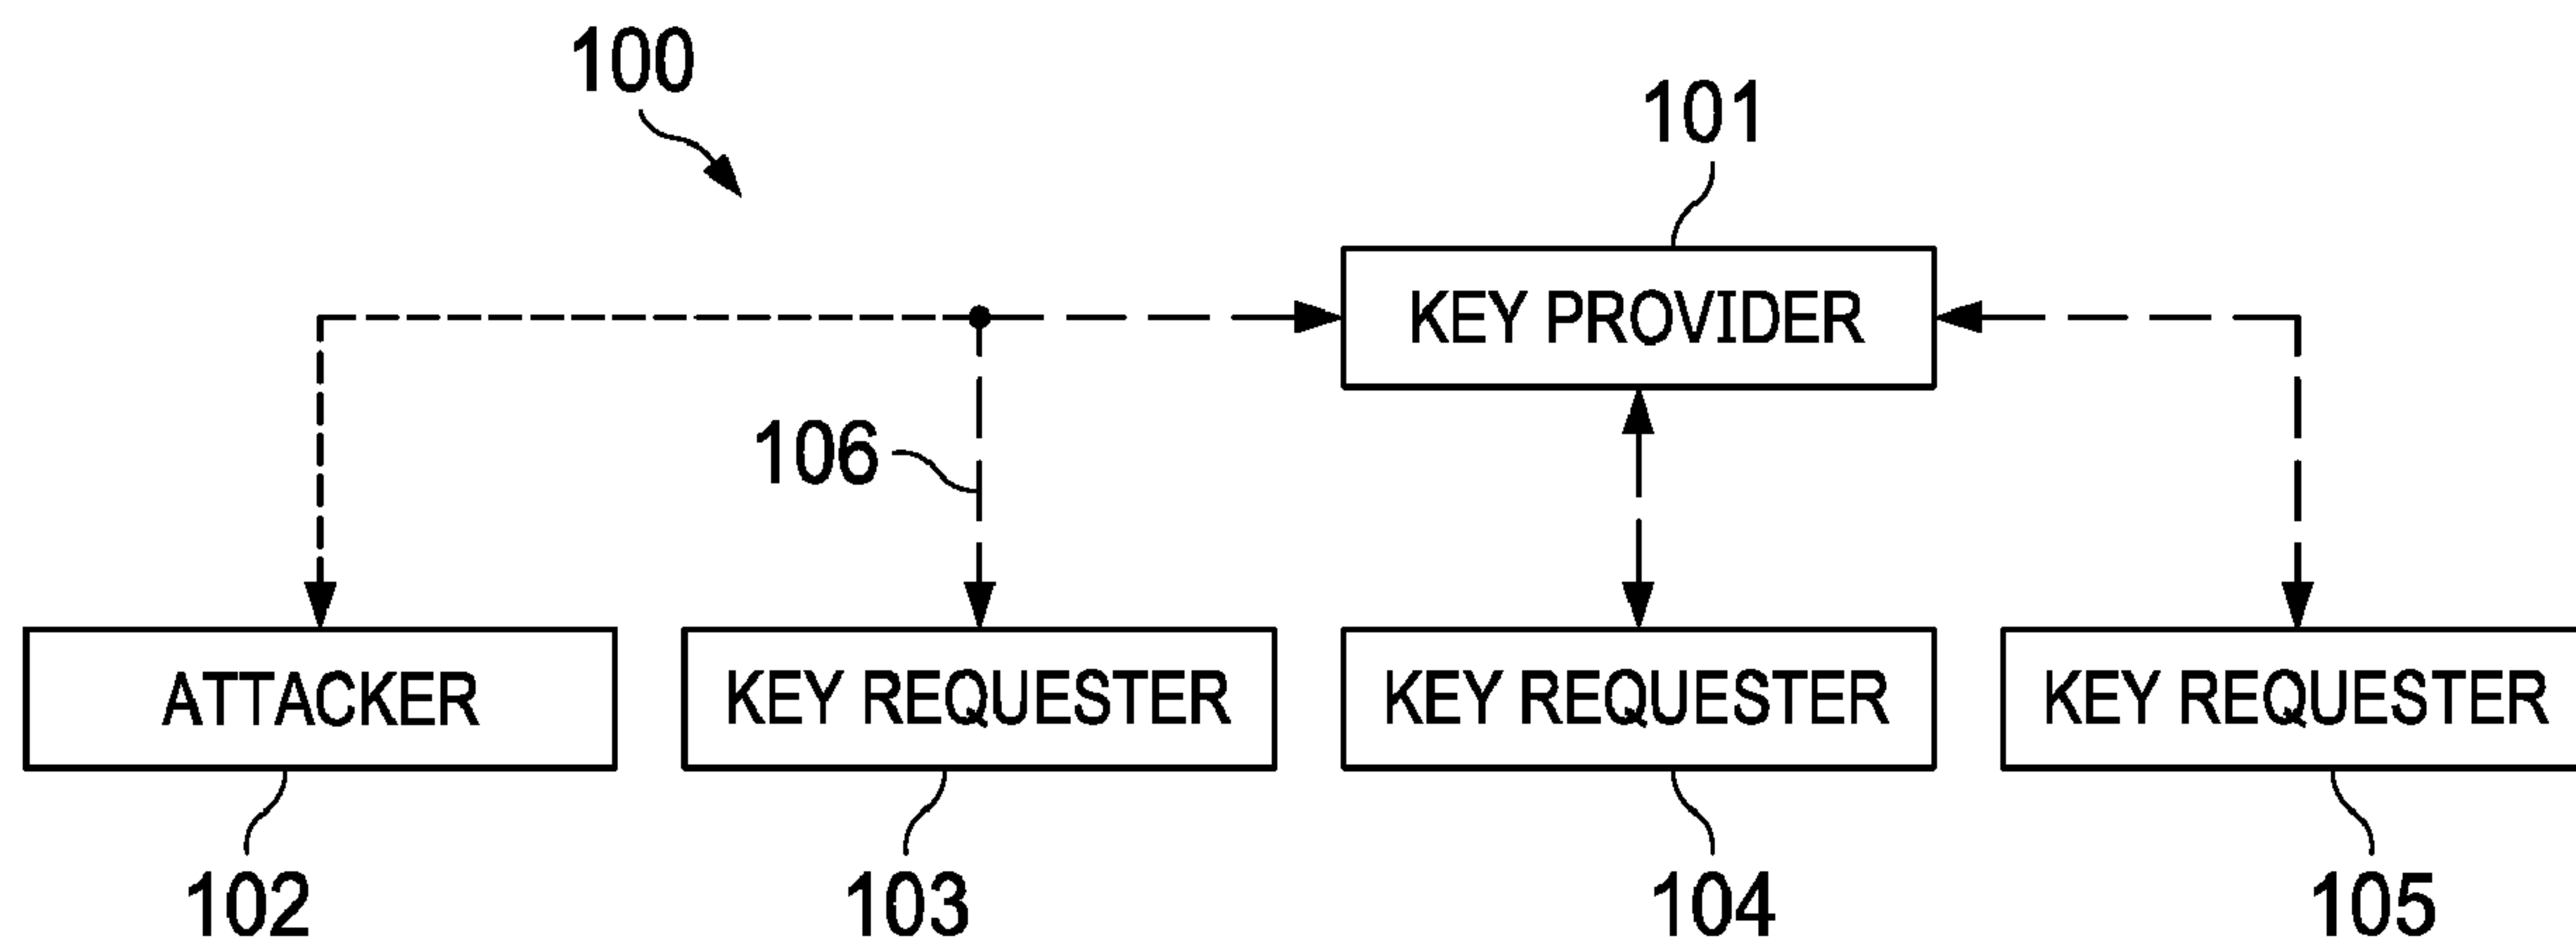 100
101
KEY PROVIDER
106
ATTACKER
KEY REQUESTER
KEY REQUESTER
KEY REQUESTER
102
103
104
105